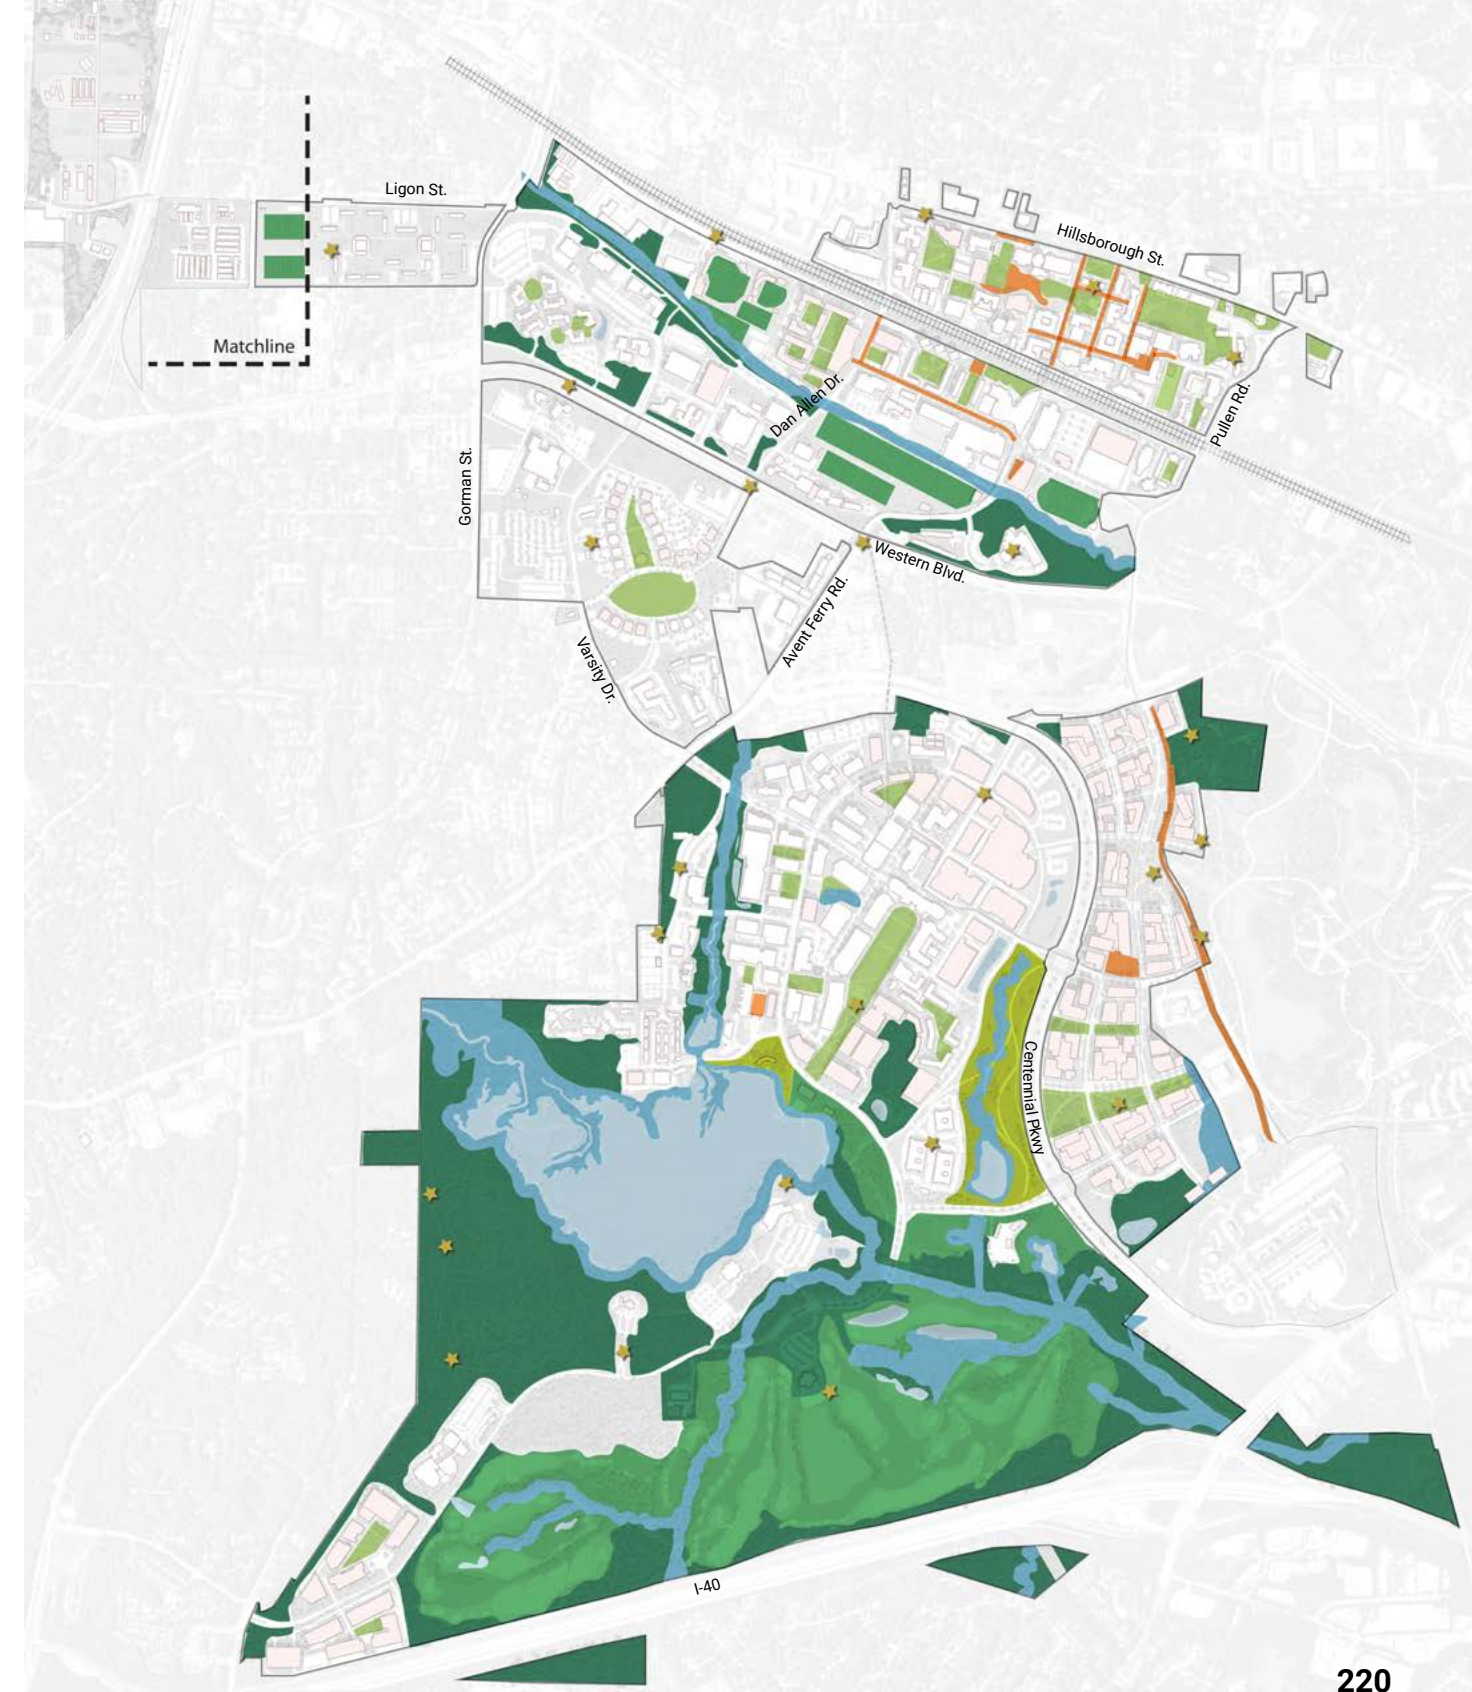 Ligon St.
Hillsborough St.
Matchline
Dan Allen Dr.
Pullen Rd.
Gorman St.
Western Blvd.
Avent Ferry Rd.
Varsity Dr.
Centennial Pkwy
I-40
220